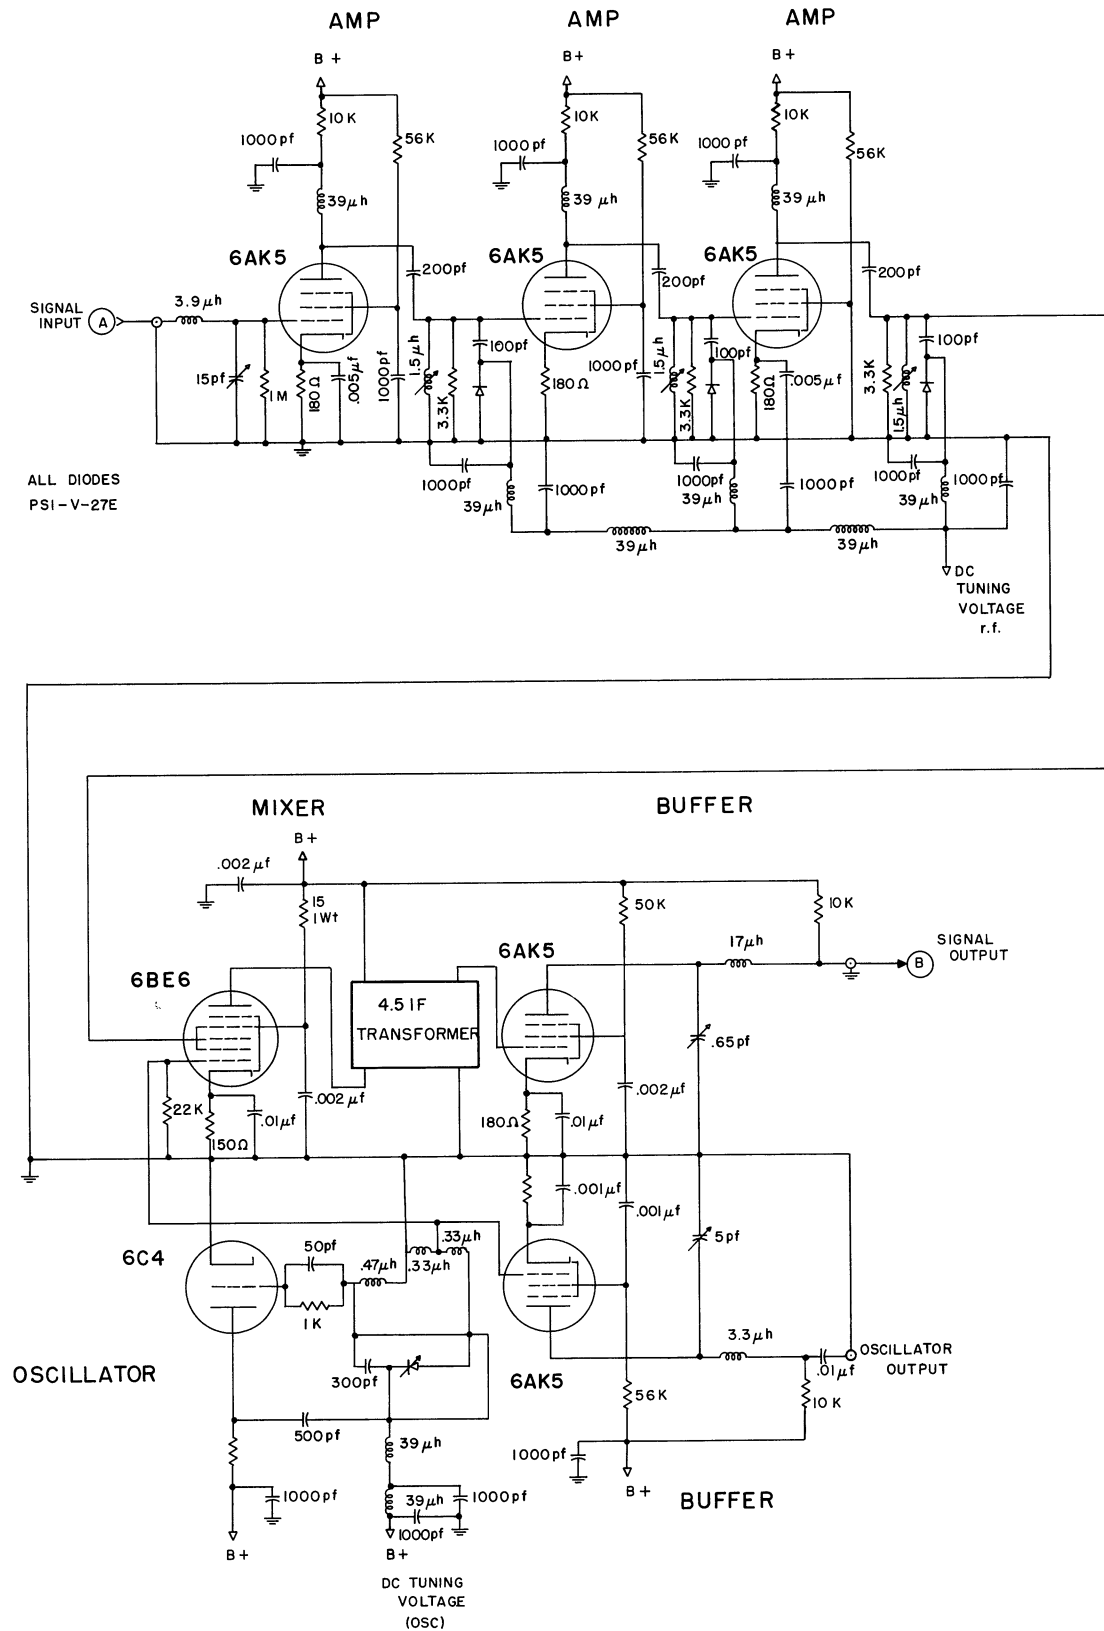 AMP
AMP
AMP
B+
B+
B+
10K
10K
10K
1000pf
56K
1000pf
56K
1000pf
56K
39μh
39μh
39μh
6AK5
6AK5
6AK5
200pf
200pf
200pf
SIGNAL
INPUT
A
3.9μh
15pf
1M
180Ω
.005μf
1000pf
1.5μh
3.3K
100pf
180Ω
1000pf
1.5μh
3.3K
100pf
180Ω
.005μf
3.3K
1.5μh
100pf
ALL DIODES
PSI-V-27E
1000pf
39μh
1000pf
1000pf
39μh
1000pf
1000pf
39μh
1000pf
39μh
39μh
DC
TUNING
VOLTAGE
r.f.
MIXER
BUFFER
B+
.002μf
15
1Wt
50K
10K
17μh
SIGNAL
OUTPUT
B
6BE6
6AK5
4.5 IF
TRANSFORMER
.65pf
22K
.01μf
.002μf
150Ω
180Ω
.01μf
.002μf
.001μf
.001μf
6C4
50pf
.47μh
.33μh
.33μh
5pf
1K
3.3μh
OSCILLATOR
300pf
6AK5
.01μf
OSCILLATOR
OUTPUT
56K
10K
500pf
39μh
1000pf
B+
BUFFER
1000pf
39μh
1000pf
1000pf
B+
B+
DC TUNING
VOLTAGE
(OSC)